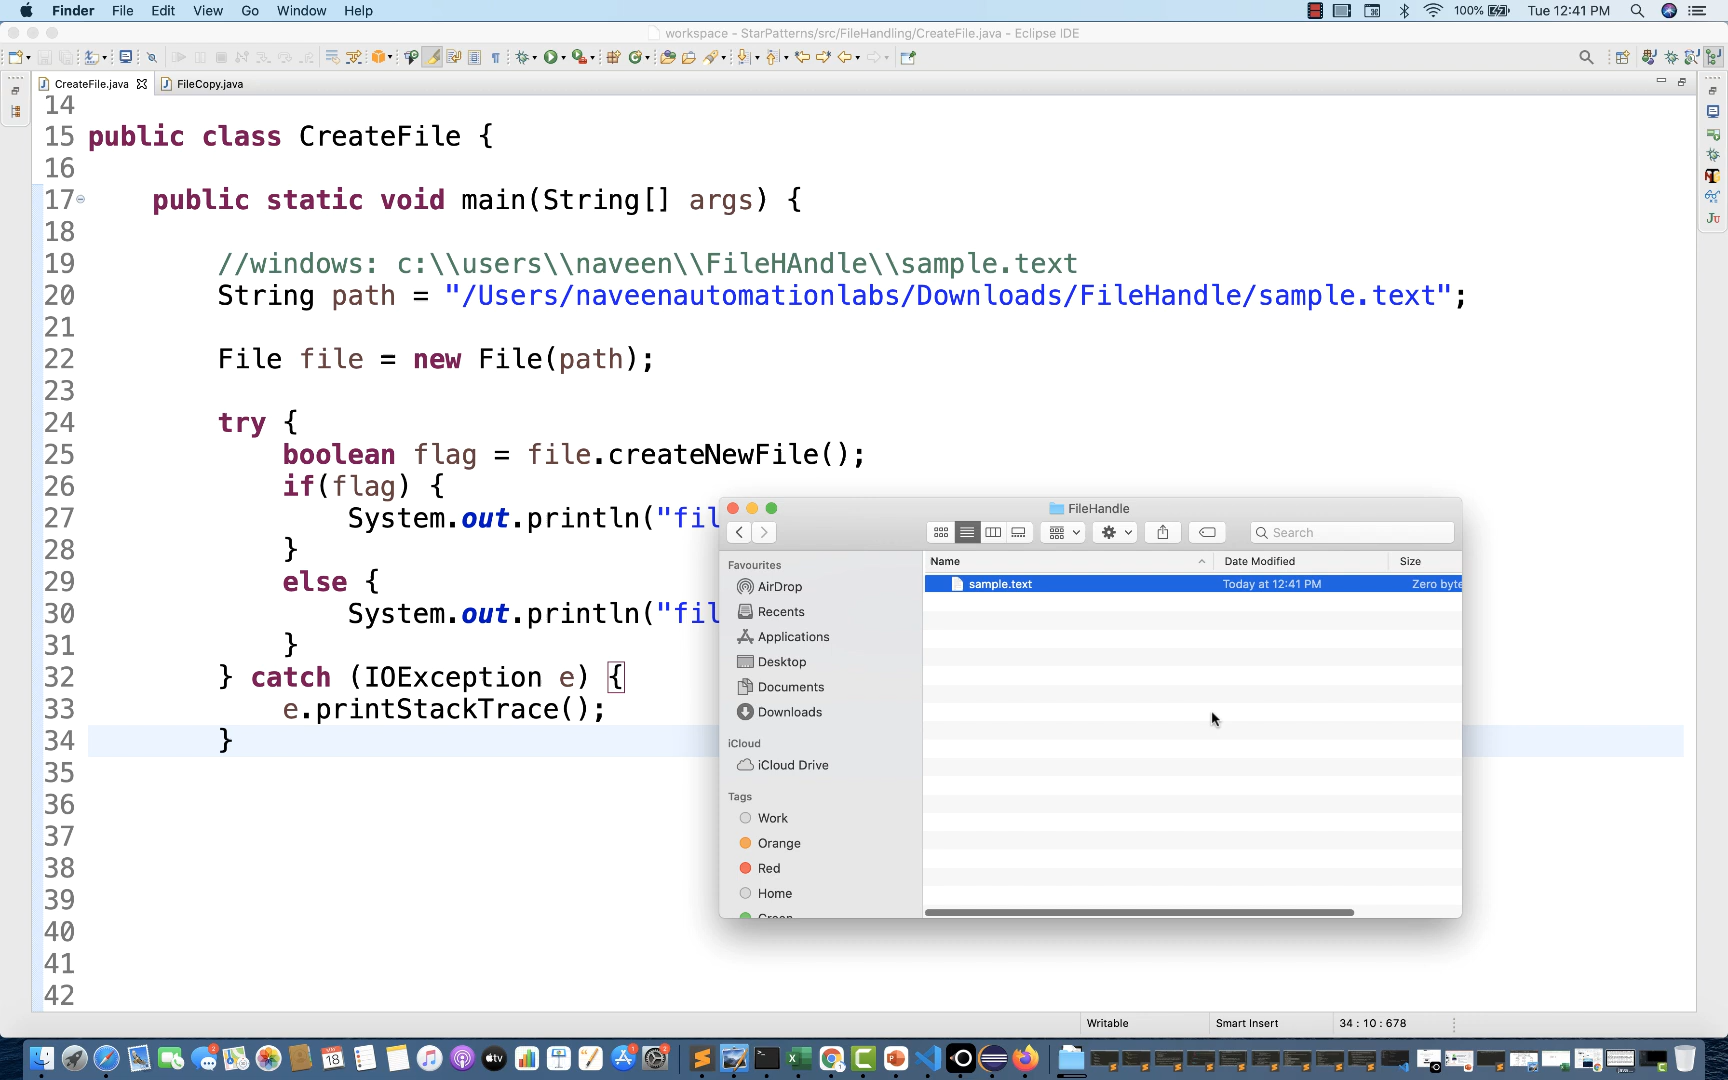 Finder File Edit View Go Window Help
100% Tue 12:41 PM
workspace - StarPatterns/src/FileHandling/CreateFile.java - Eclipse IDE
CreateFile.java FileCopy.java
14
15 public class CreateFile {
16
17 public static void main(String[] args) {
18
19 //windows: c:\\users\\naveen\\FileHAndle\\sample.text
20 String path = "/Users/naveenautomationlabs/Downloads/FileHandle/sample.text";
21
22 File file = new File(path);
23
24 try {
25 boolean flag = file.createNewFile();
26 if(flag) {
27 System.out.println("fil
28 }
29 else {
30 System.out.println("fil
31 }
32 } catch (IOException e) {
33 e.printStackTrace();
34 }
35
36
37
38
39
40
41
42
FileHandle
Search
Favourites
AirDrop
Recents
Applications
Desktop
Documents
Downloads
iCloud
iCloud Drive
Tags
Work
Orange
Red
Home
Green
Name Date Modified Size
sample.text Today at 12:41 PM Zero byte
Writable Smart Insert 34 : 10 : 678